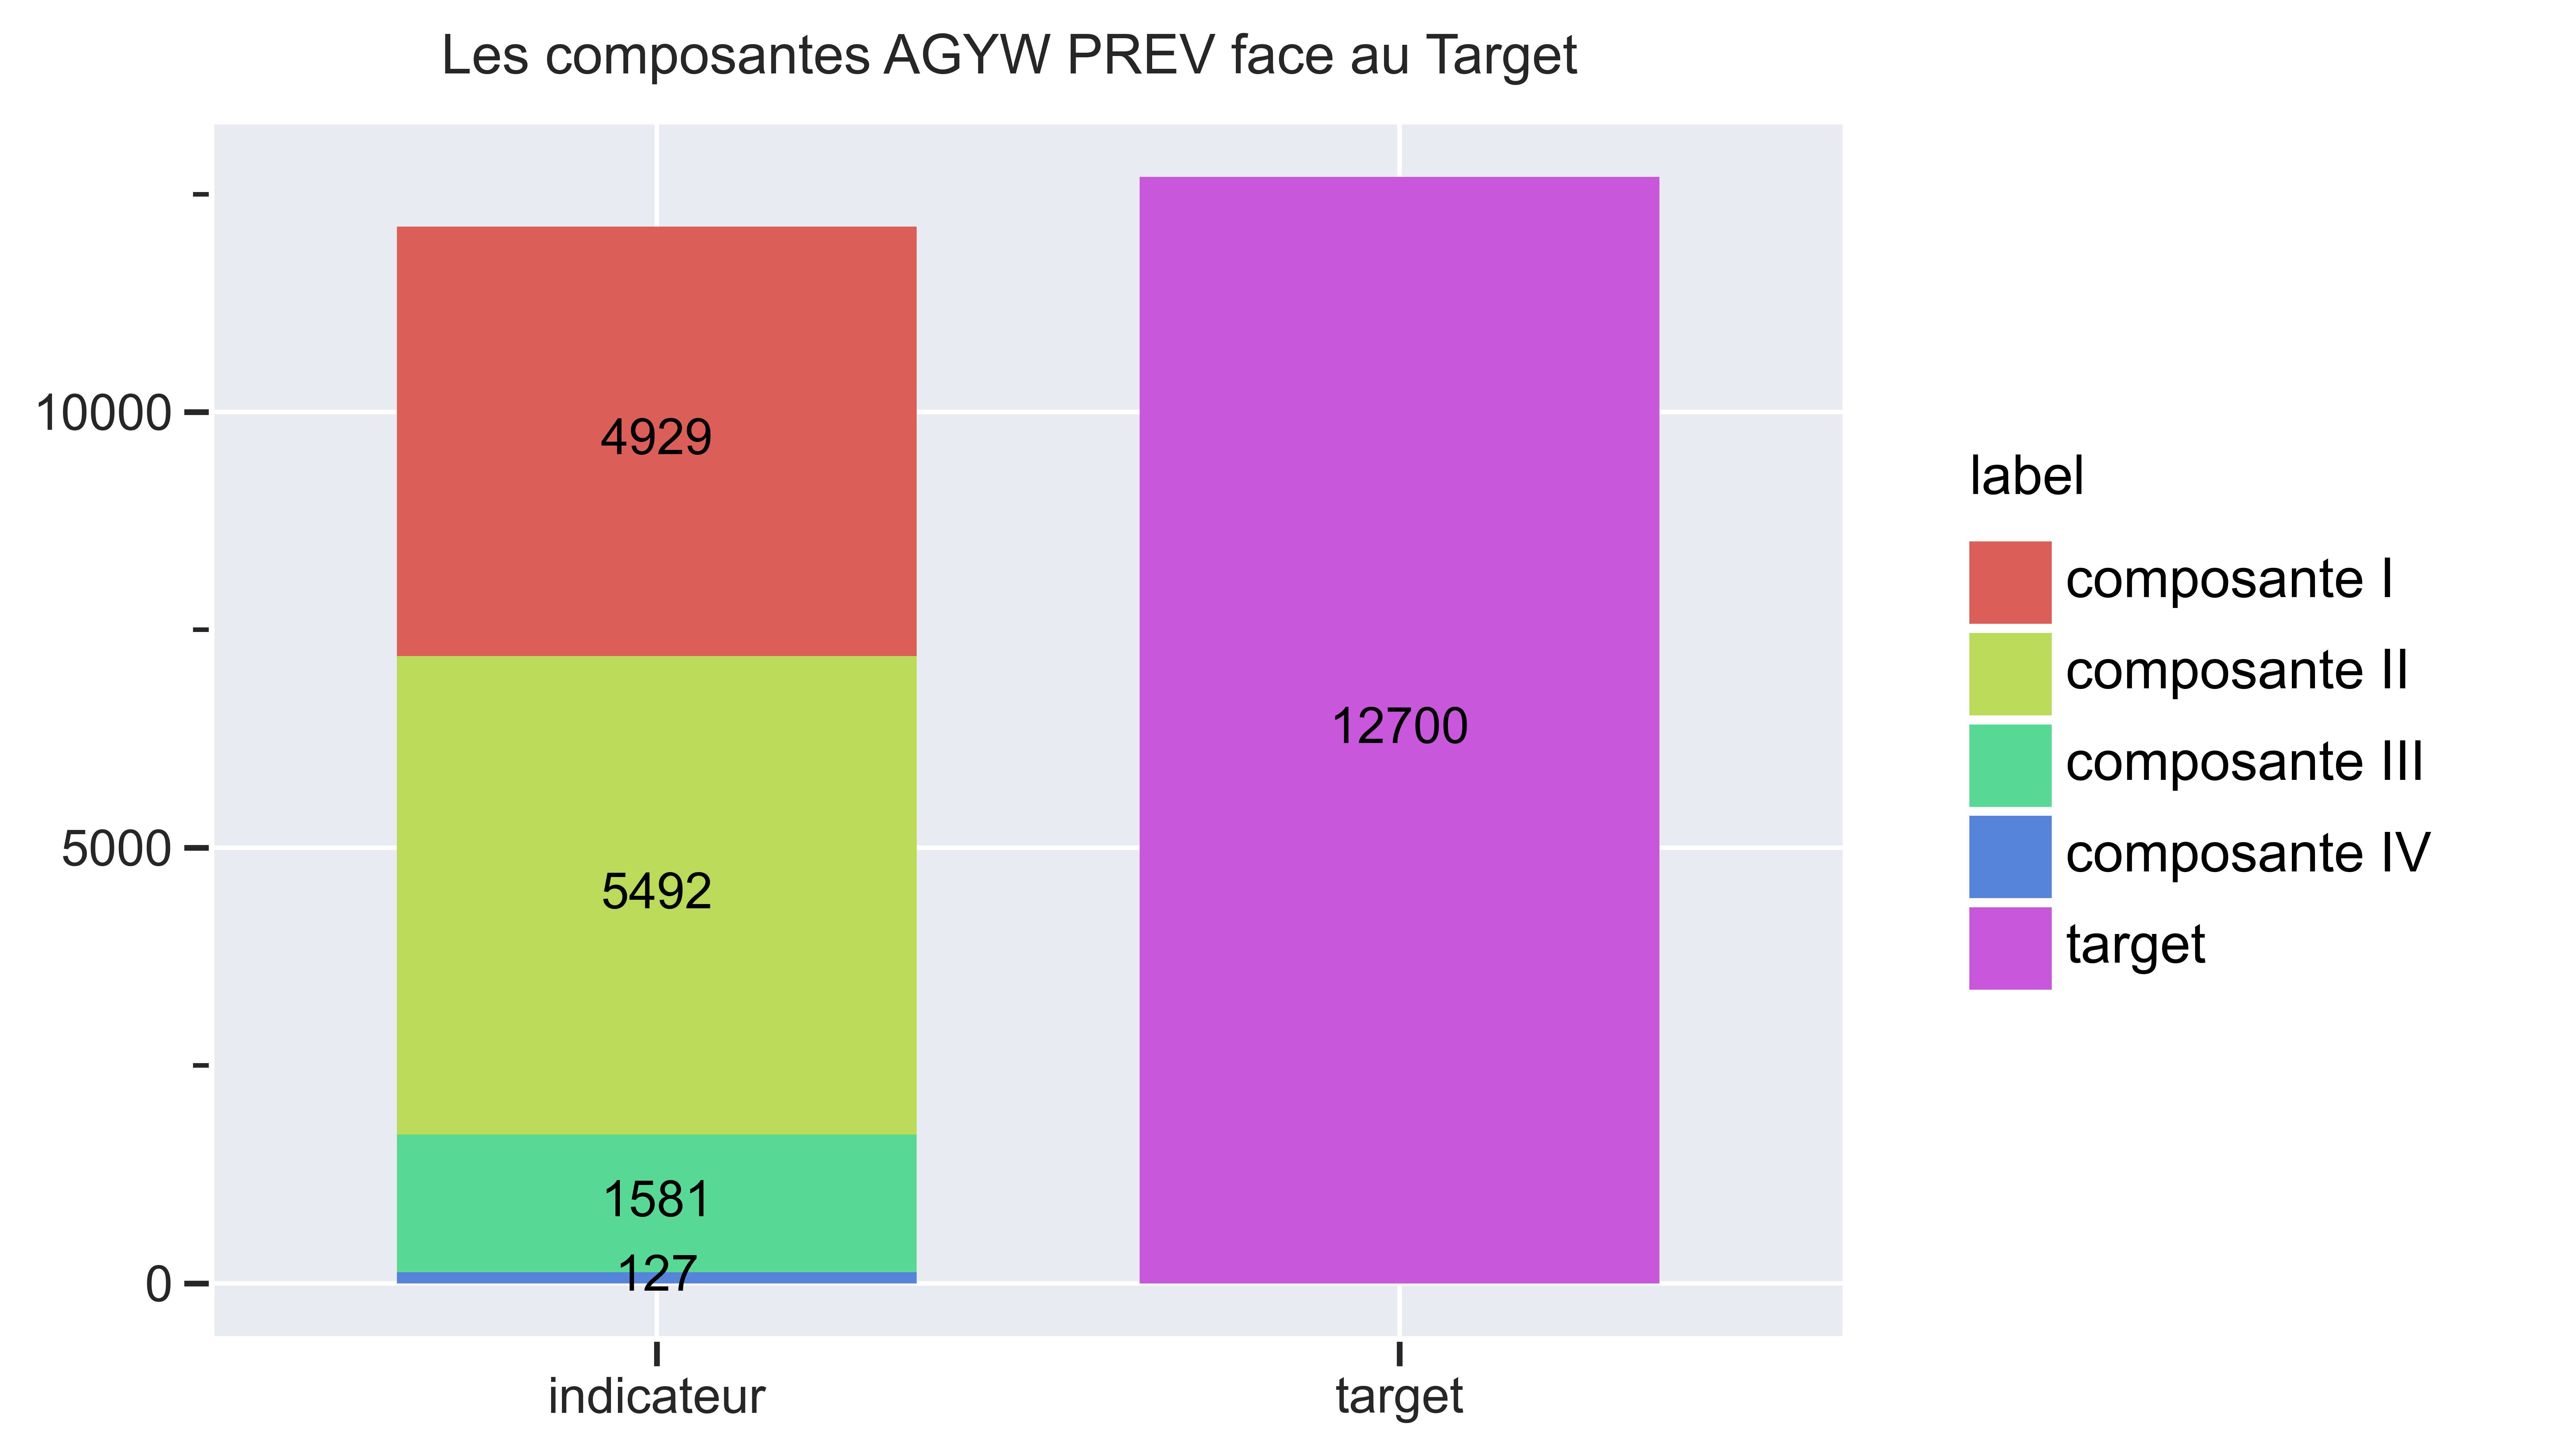 Les composantes AGYW PREV face au Target
10000
5000
0
4929
5492
1581
127
12700
indicateur
target
label
composante I
composante II
composante III
composante IV
target